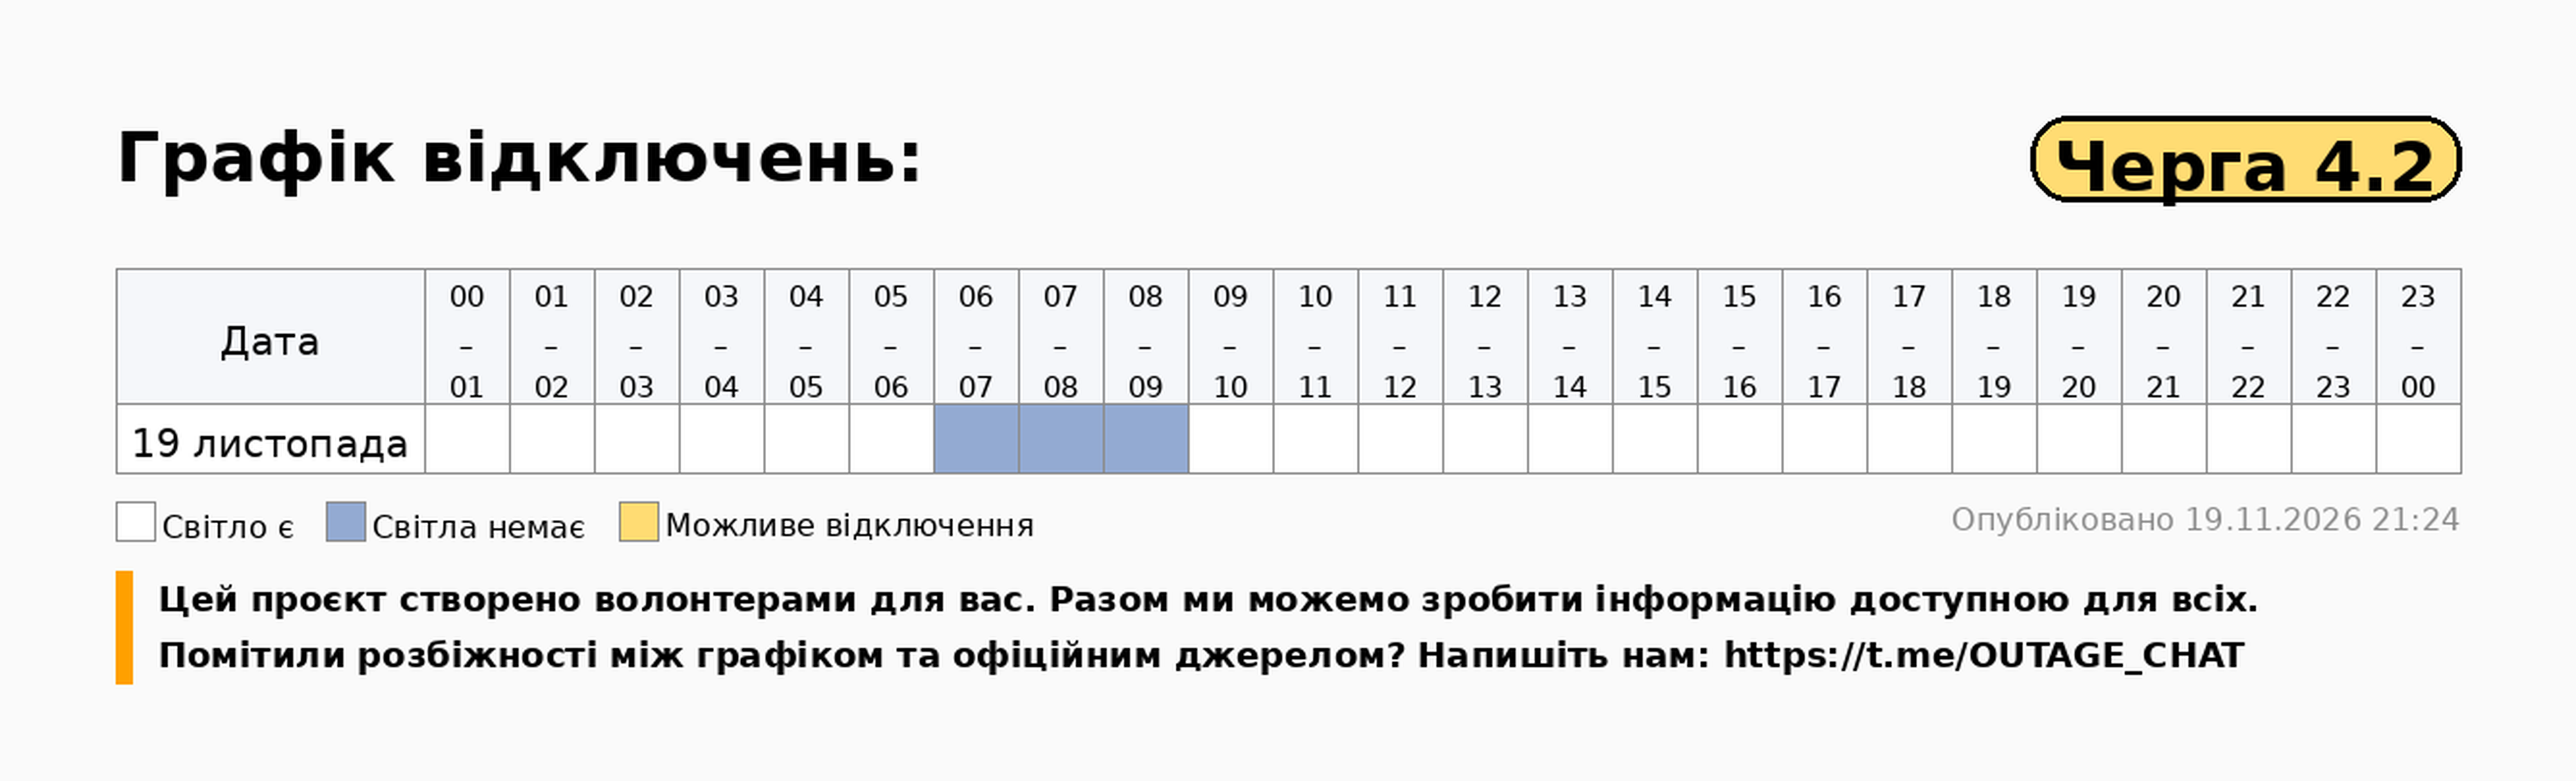 Графік відключень:
Черга 4.2
Дата
00 – 01
01 – 02
02 – 03
03 – 04
04 – 05
05 – 06
06 – 07
07 – 08
08 – 09
09 – 10
10 – 11
11 – 12
12 – 13
13 – 14
14 – 15
15 – 16
16 – 17
17 – 18
18 – 19
19 – 20
20 – 21
21 – 22
22 – 23
23 – 00
19 листопада
Світло є
Світла немає
Можливе відключення
Опубліковано 19.11.2026 21:24
Цей проєкт створено волонтерами для вас. Разом ми можемо зробити інформацію доступною для всіх.
Помітили розбіжності між графіком та офіційним джерелом? Напишіть нам: https://t.me/OUTAGE_CHAT